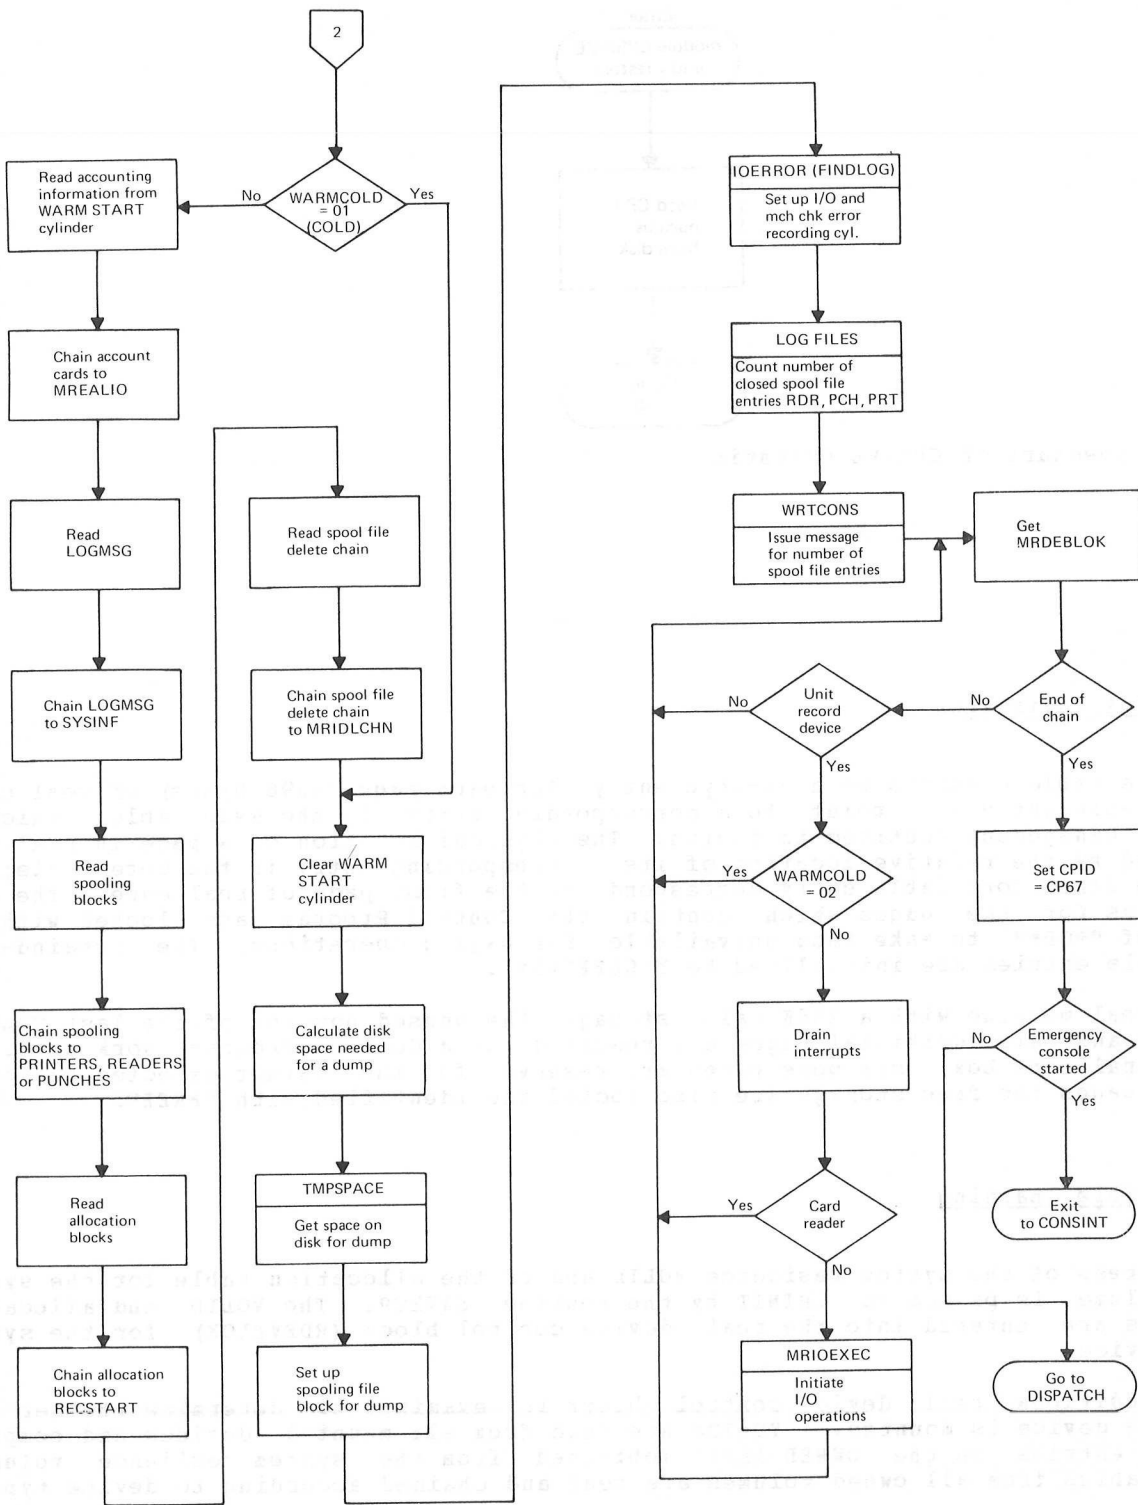 2
WARMCOLD
= 01
(COLD)
No
Yes
Read accounting
information from
WARM START
cylinder
Chain account
cards to
MREALIO
Read
LOGMSG
Chain LOGMSG
to SYSINF
Read
spooling
blocks
Chain spooling
blocks to
PRINTERS, READERS
or PUNCHES
Read
allocation
blocks
Chain allocation
blocks to
RECSTART
Read spool file
delete chain
Chain spool file
delete chain
to MRIDLCHN
Clear WARM
START
cylinder
Calculate disk
space needed
for a dump
TMPSPACE
Get space on
disk for dump
Set up
spooling file
block for dump
IOERROR (FINDLOG)
Set up I/O and
mch chk error
recording cyl.
LOG FILES
Count number of
closed spool file
entries RDR, PCH, PRT
WRTCONS
Issue message
for number of
spool file entries
Get
MRDEBLOK
End of
chain
No
Yes
Unit
record
device
No
Yes
WARMCOLD
= 02
Yes
No
Drain
interrupts
Card
reader
Yes
No
MRIOEXEC
Initiate
I/O
operations
Set CPID
= CP67
Emergency
console
started
No
Yes
Exit
to CONSINT
Go to
DISPATCH